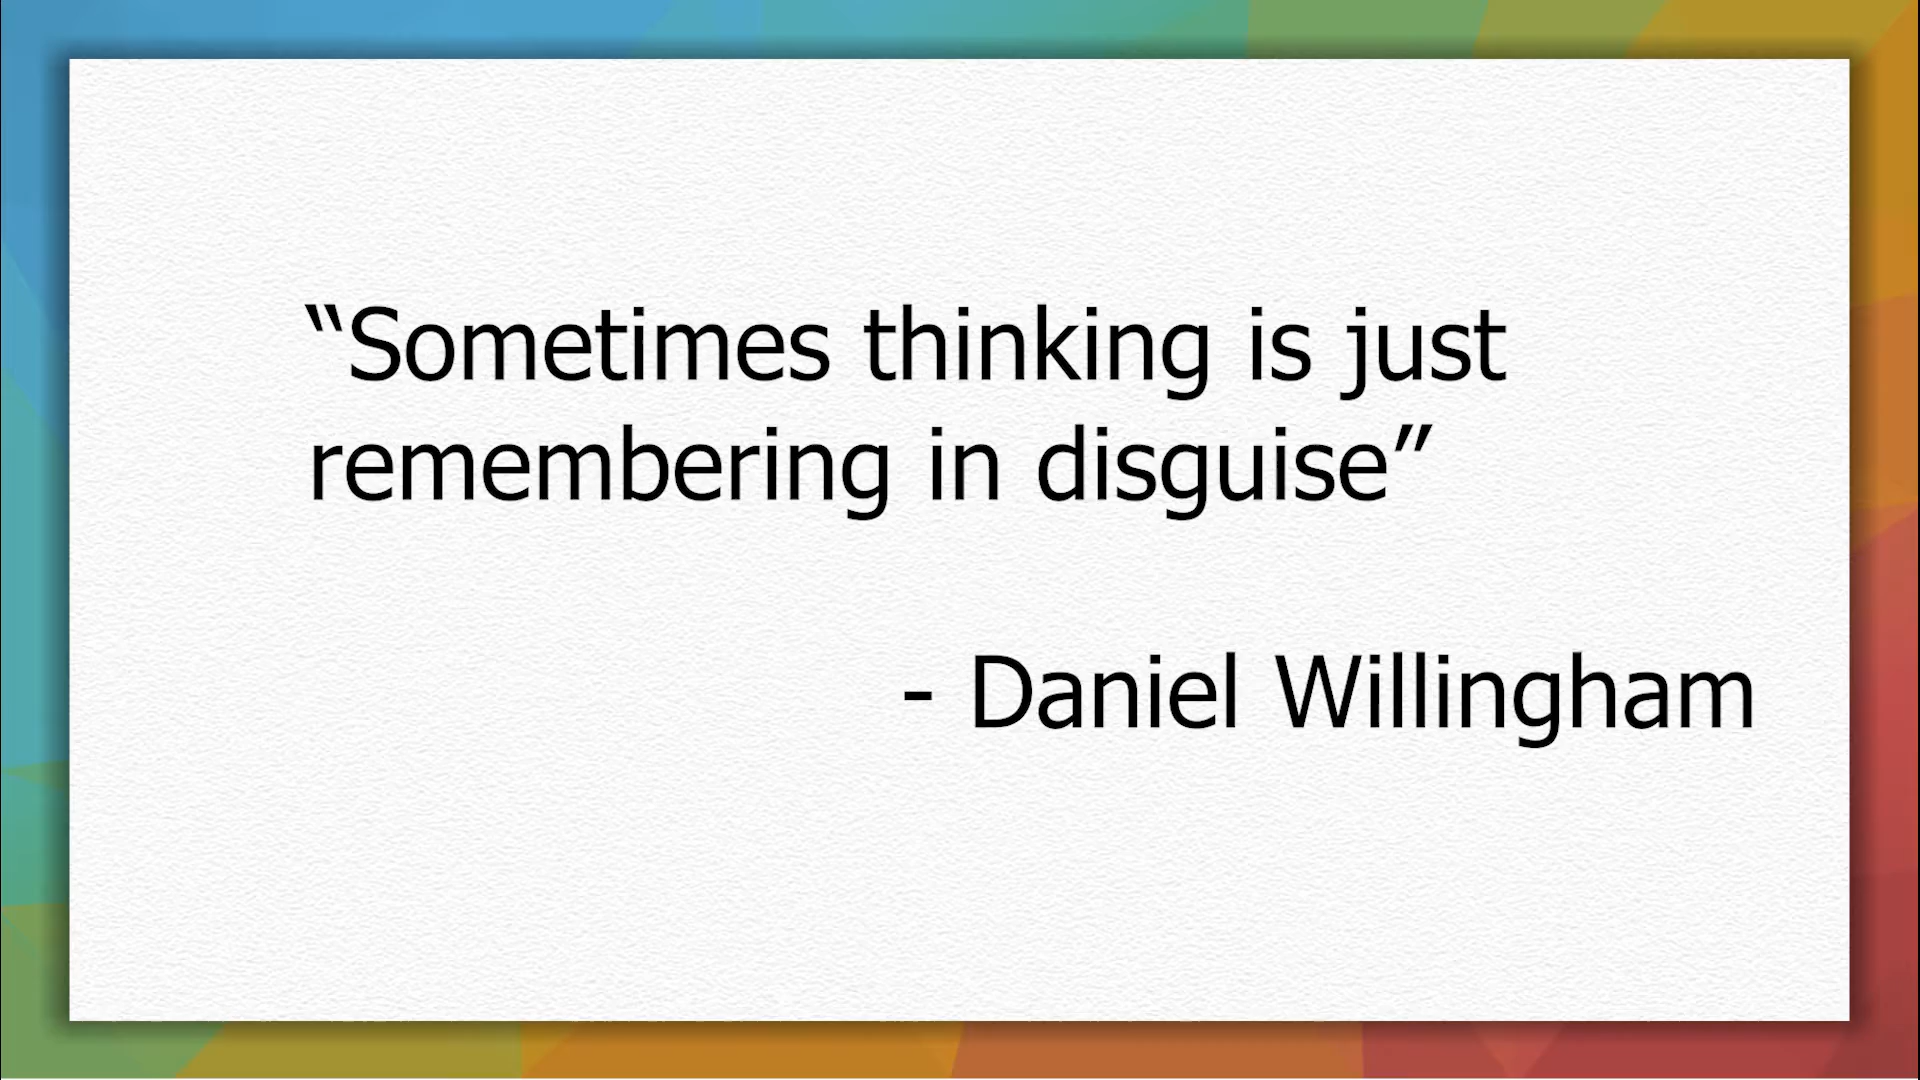 “Sometimes thinking is just
remembering in disguise”
- Daniel Willingham